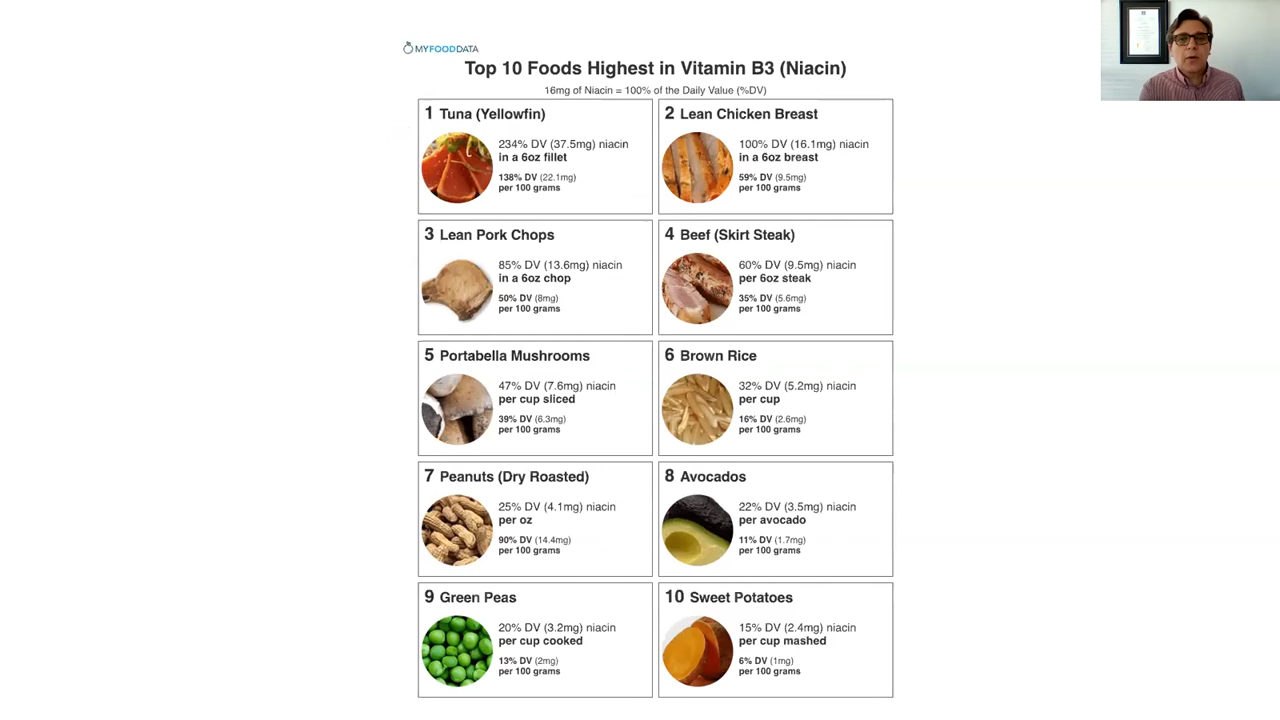 MYFOODDATA
Top 10 Foods Highest in Vitamin B3 (Niacin)
16mg of Niacin = 100% of the Daily Value (%DV)
1 Tuna (Yellowfin)
234% DV (37.5mg) niacin
in a 6oz fillet
138% DV (22.1mg)
per 100 grams
2 Lean Chicken Breast
100% DV (16.1mg) niacin
in a 6oz breast
59% DV (9.5mg)
per 100 grams
3 Lean Pork Chops
85% DV (13.6mg) niacin
in a 6oz chop
50% DV (8mg)
per 100 grams
4 Beef (Skirt Steak)
60% DV (9.5mg) niacin
per 6oz steak
35% DV (5.6mg)
per 100 grams
5 Portabella Mushrooms
47% DV (7.6mg) niacin
per cup sliced
39% DV (6.3mg)
per 100 grams
6 Brown Rice
32% DV (5.2mg) niacin
per cup
16% DV (2.6mg)
per 100 grams
7 Peanuts (Dry Roasted)
25% DV (4.1mg) niacin
per oz
90% DV (14.4mg)
per 100 grams
8 Avocados
22% DV (3.5mg) niacin
per avocado
11% DV (1.7mg)
per 100 grams
9 Green Peas
20% DV (3.2mg) niacin
per cup cooked
13% DV (2mg)
per 100 grams
10 Sweet Potatoes
15% DV (2.4mg) niacin
per cup mashed
6% DV (1mg)
per 100 grams